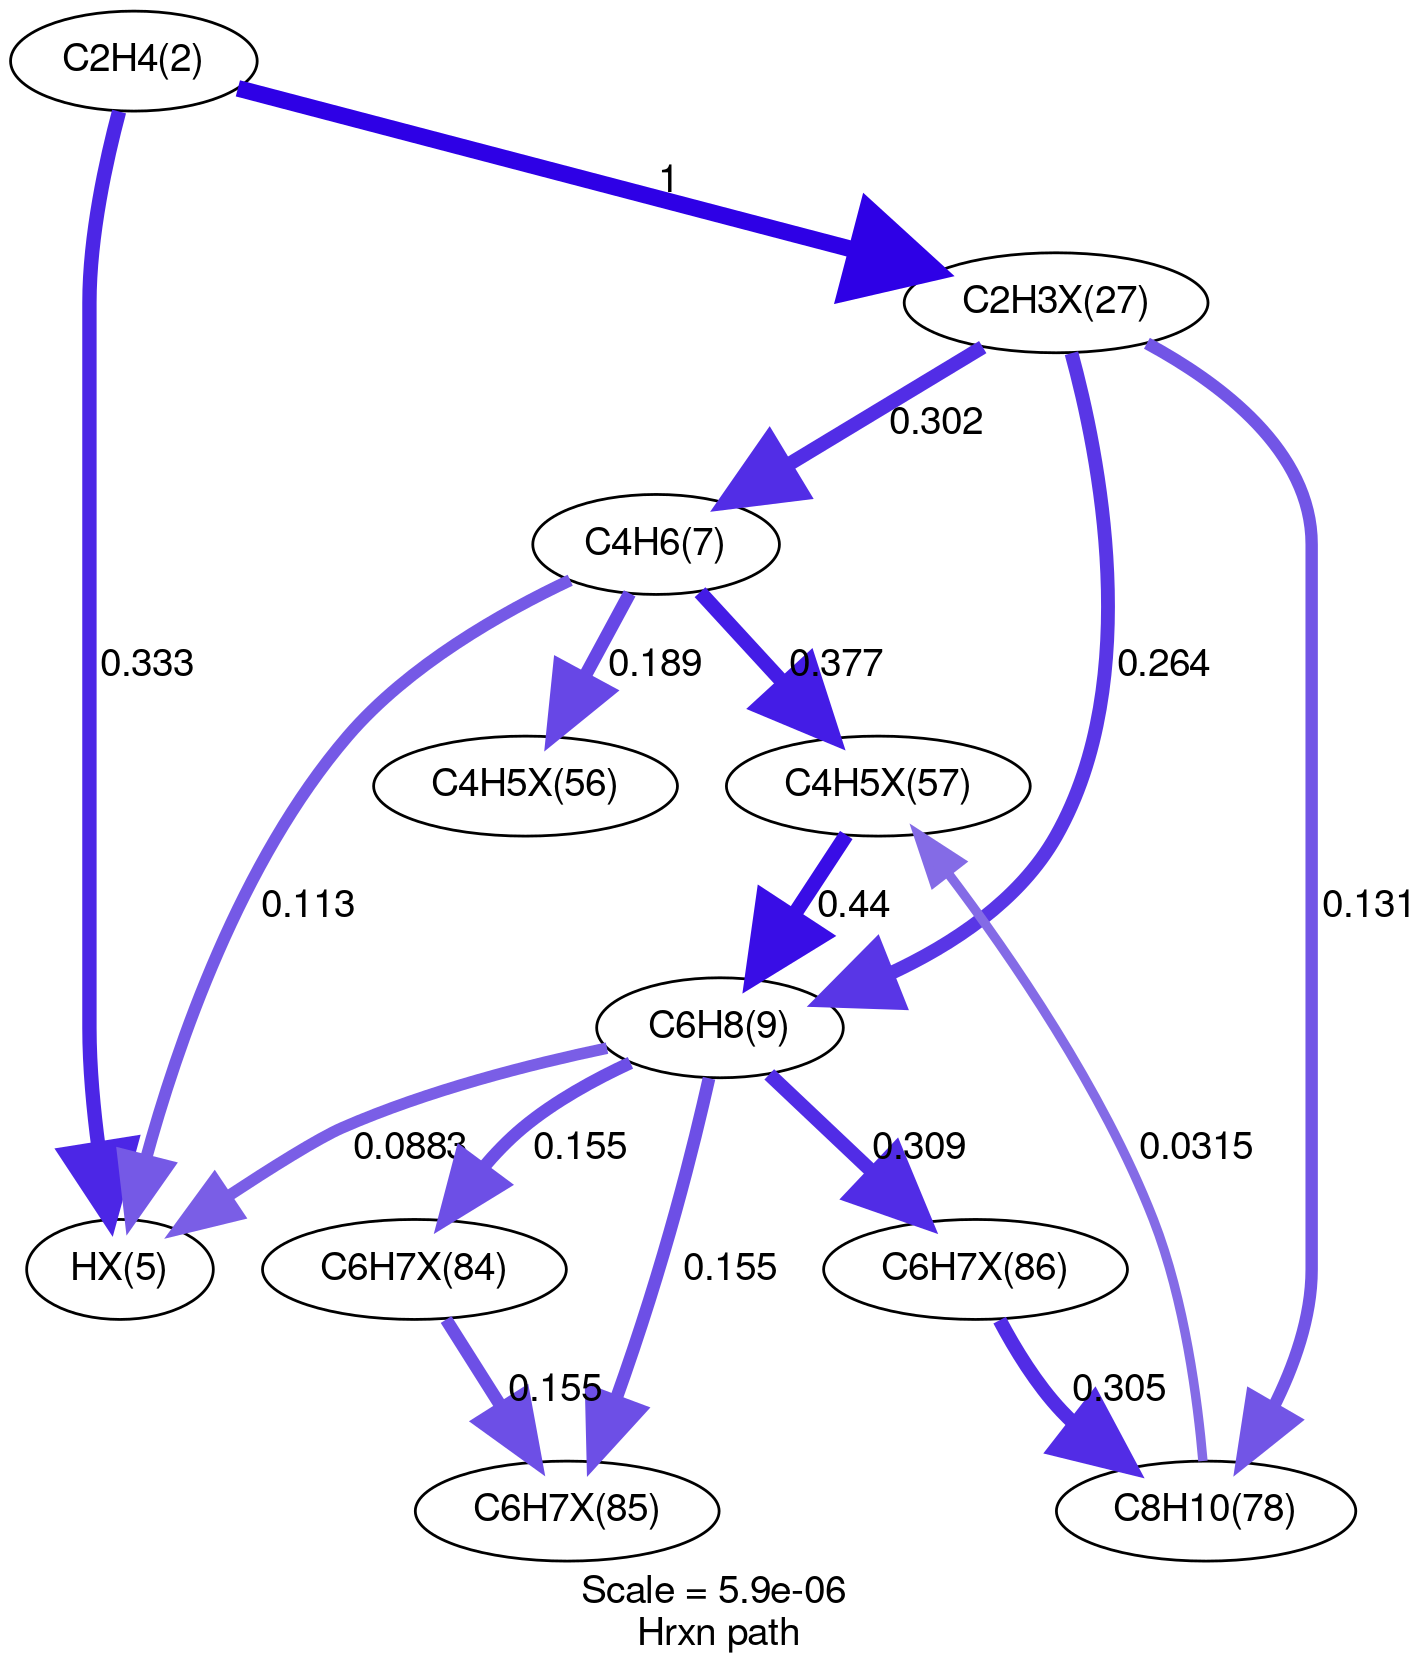 C2H4(2)
1
C2H3X(27)
0.302
C4H6(7)
0.333
0.189
0.377
0.264
C4H5X(56)
C4H5X(57)
0.113
0.44
0.131
C6H8(9)
0.0883
0.155
0.309
0.0315
HX(5)
C6H7X(84)
0.155
C6H7X(86)
0.155
0.305
C6H7X(85)
C8H10(78)
Scale = 5.9e-06
Hrxn path